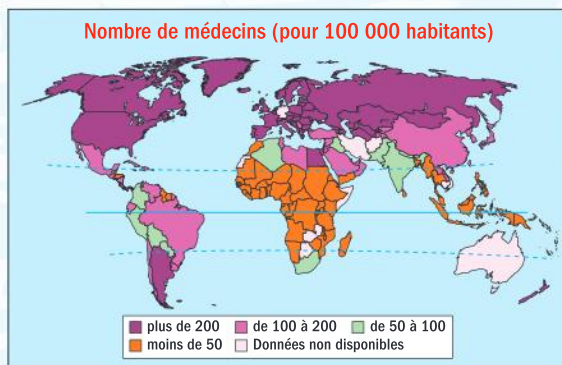 Nombre de médecins (pour 100 000 habitants)
plus de 200 de 100 à 200 de 50 à 100
moins de 50 Données non disponibles